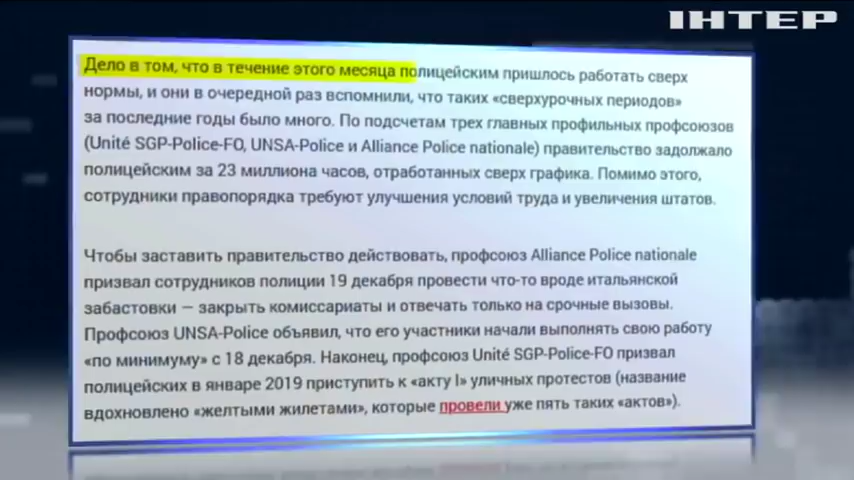 ІНТЕР
Дело в том, что в течение этого месяца полицейским пришлось работать сверх
нормы, и они в очередной раз вспомнили, что таких «сверхурочных периодов»
за последние годы было много. По подсчетам трех главных профильных профсоюзов
(Unité SGP-Police-FO, UNSA-Police и Alliance Police nationale) правительство задолжало
полицейским за 23 миллиона часов, отработанных сверх графика. Помимо этого,
сотрудники правопорядка требуют улучшения условий труда и увеличения штатов.
Чтобы заставить правительство действовать, профсоюз Alliance Police nationale
призвал сотрудников полиции 19 декабря провести что-то вроде итальянской
забастовки — закрыть комиссариаты и отвечать только на срочные вызовы.
Профсоюз UNSA-Police объявил, что его участники начали выполнять свою работу
«по минимуму» с 18 декабря. Наконец, профсоюз Unité SGP-Police-FO призвал
полицейских в январе 2019 приступить к «акту I» уличных протестов (название
вдохновлено «желтыми жилетами», которые провели уже пять таких «актов»).